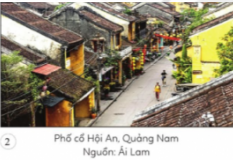 2
Phố cổ Hội An, Quảng Nam
Nguồn: Ái Lam